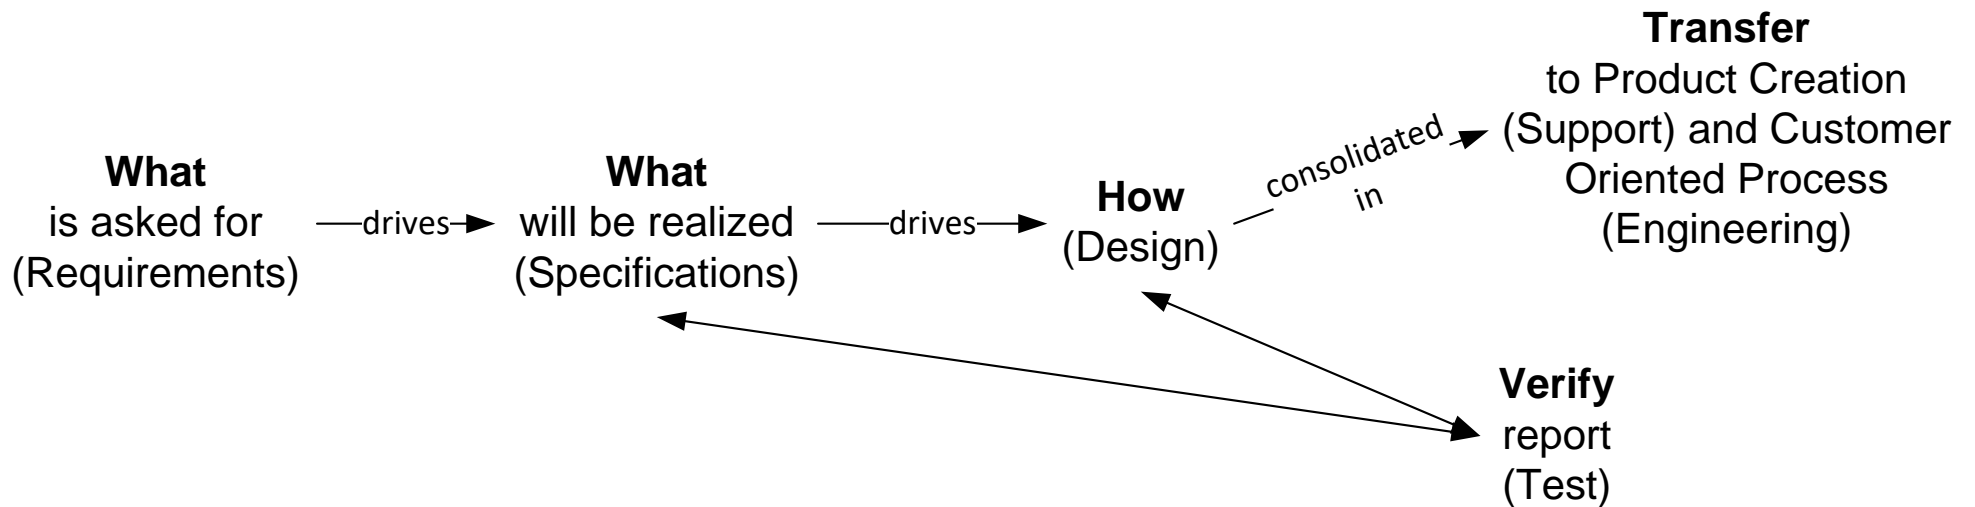 What
is asked for
(Requirements)
drives
What
will be realized
(Specifications)
drives
How
(Design)
consolidated
in
Transfer
to Product Creation
(Support) and Customer
Oriented Process
(Engineering)
Verify
report
(Test)